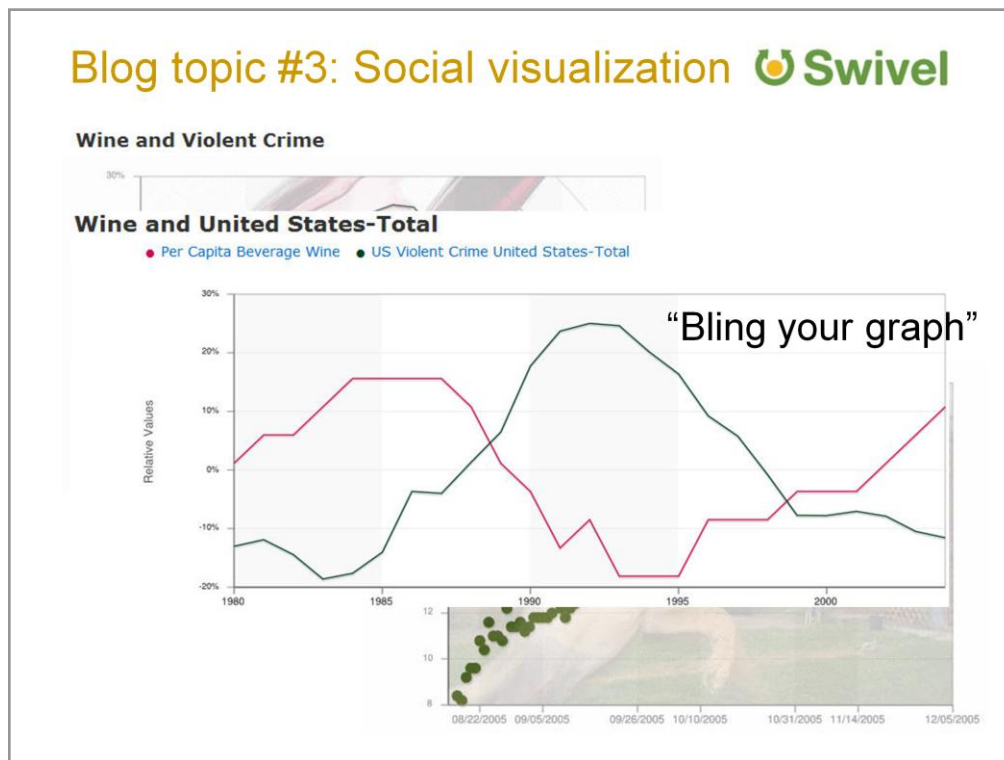 Blog topic #3: Social visualization Swivel
Wine and Violent Crime
30%
Wine and United States-Total
Per Capita Beverage Wine US Violent Crime United States-Total
30%
“Bling your graph”
20%
10%
Relative Values
0%
-10%
-20%
1980 1985 1990 1995 2000
12
10
8
08/22/2005 09/05/2005 09/26/2005 10/10/2005 10/31/2005 11/14/2005 12/05/2005